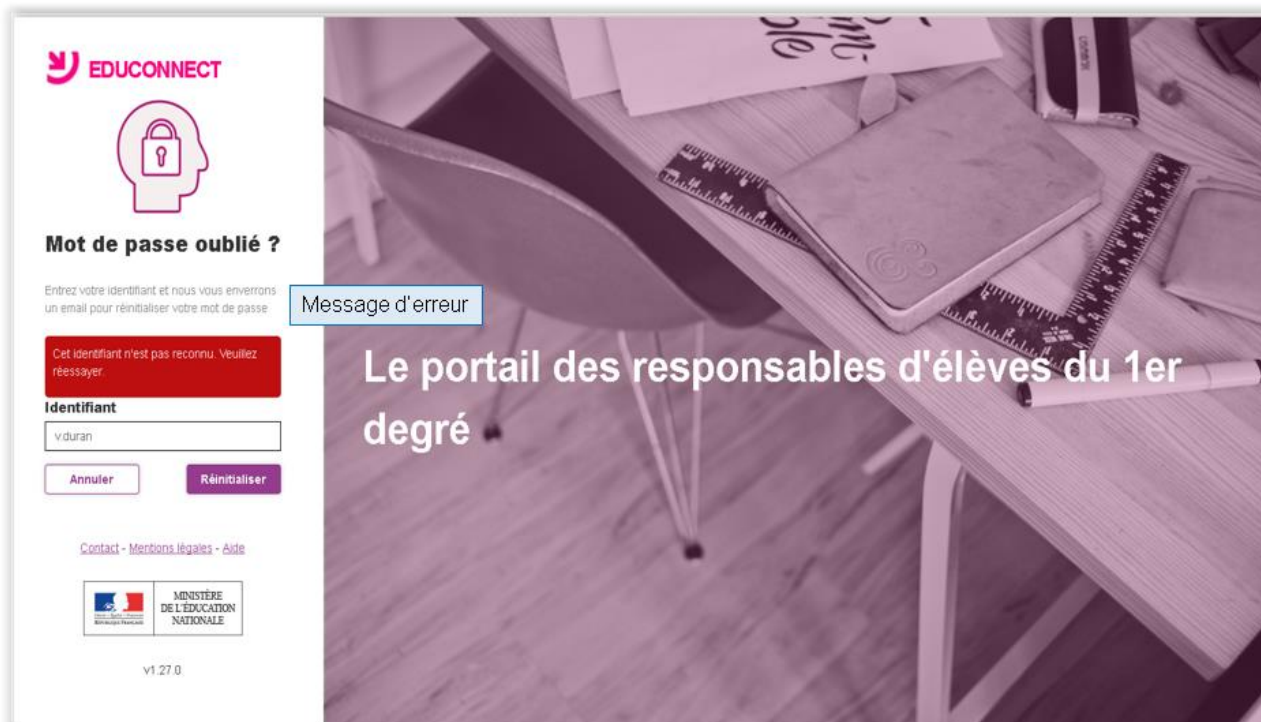 EDUCONNECT
Mot de passe oublié ?
Entrez votre identifiant et nous vous enverrons
un email pour réinitialiser votre mot de passe
Message d'erreur
Cet identifiant n'est pas reconnu. Veuillez
réessayer.
Identifiant
v.duran
Annuler
Réinitialiser
Contact - Mentions légales - Aide
MINISTÈRE
DE L'ÉDUCATION
NATIONALE
v1.27.0
Le portail des responsables d'élèves du 1er
degré